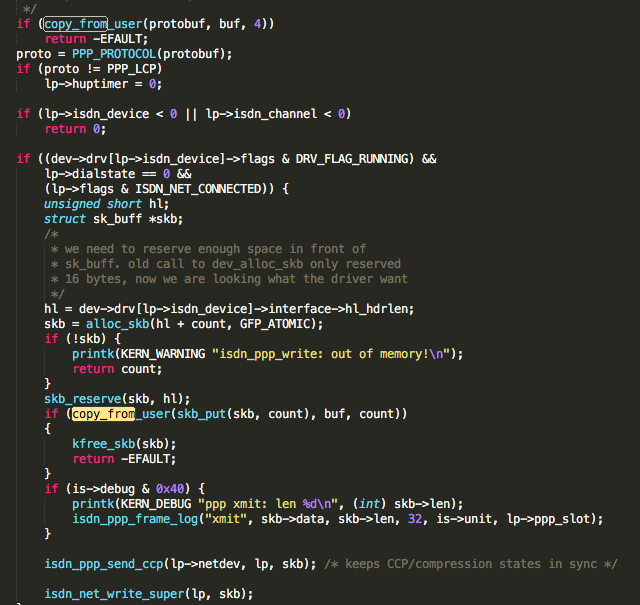 */
if (copy_from_user(protobuf, buf, 4))
return -EFAULT;
proto = PPP_PROTOCOL(protobuf);
if (proto != PPP_LCP)
lp->huptimer = 0;
if (lp->isdn_device < 0 || lp->isdn_channel < 0)
return 0;
if ((dev->drv[lp->isdn_device]->flags & DRV_FLAG_RUNNING) &&
lp->dialstate == 0 &&
(lp->flags & ISDN_NET_CONNECTED)) {
unsigned short hl;
struct sk_buff *skb;
/*
* we need to reserve enough space in front of
* sk_buff. old call to dev_alloc_skb only reserved
* 16 bytes, now we are looking what the driver want
*/
hl = dev->drv[lp->isdn_device]->interface->hl_hdrlen;
skb = alloc_skb(hl + count, GFP_ATOMIC);
if (!skb) {
printk(KERN_WARNING "isdn_ppp_write: out of memory!\n");
return count;
}
skb_reserve(skb, hl);
if (copy_from_user(skb_put(skb, count), buf, count))
{
kfree_skb(skb);
return -EFAULT;
}
if (is->debug & 0x40) {
printk(KERN_DEBUG "ppp xmit: len %d\n", (int) skb->len);
isdn_ppp_frame_log("xmit", skb->data, skb->len, 32, is->unit, lp->ppp_slot);
}
isdn_ppp_send_ccp(lp->netdev, lp, skb); /* keeps CCP/compression states in sync */
isdn_net_write_super(lp, skb);